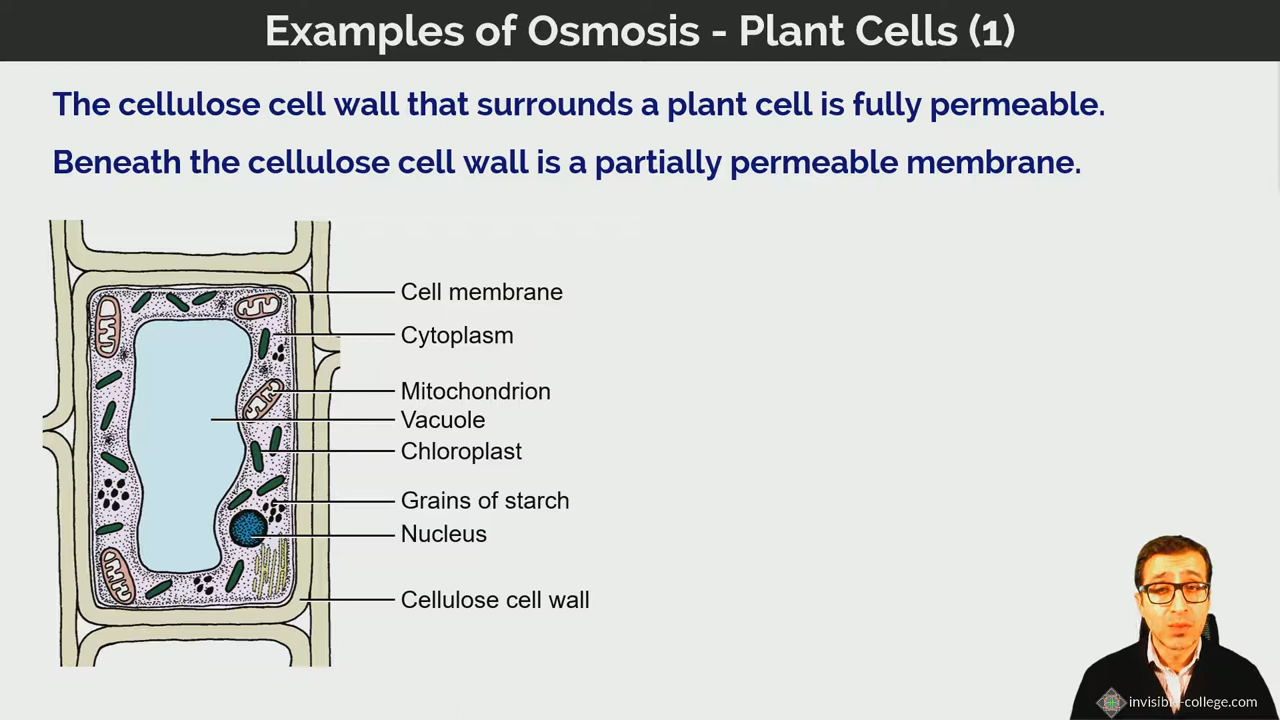 Examples of Osmosis - Plant Cells (1)
The cellulose cell wall that surrounds a plant cell is fully permeable.
Beneath the cellulose cell wall is a partially permeable membrane.
Cell membrane
Cytoplasm
Mitochondrion
Vacuole
Chloroplast
Grains of starch
Nucleus
Cellulose cell wall
invisible-college.com